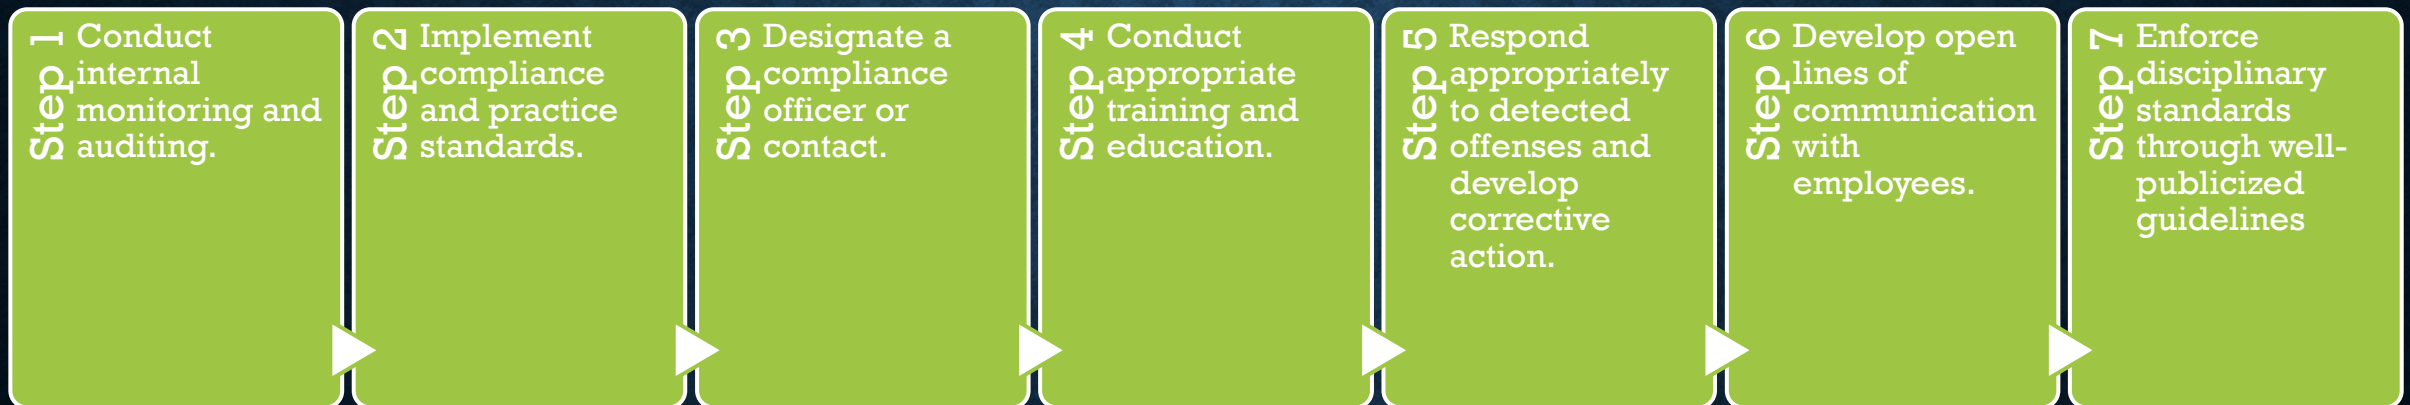 Step 1
Conduct
internal
monitoring and
auditing.
Step 2
Implement
compliance
and practice
standards.
Step 3
Designate a
compliance
officer or
contact.
Step 4
Conduct
appropriate
training and
education.
Step 5
Respond
appropriately
to detected
offenses and
develop
corrective
action.
Step 6
Develop open
lines of
communication
with
employees.
Step 7
Enforce
disciplinary
standards
through well-
publicized
guidelines